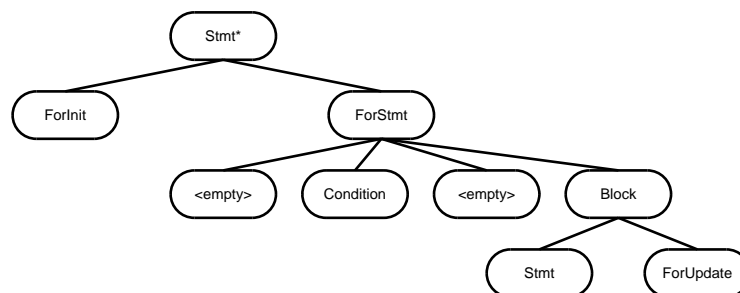 Stmt*
ForInit
ForStmt
<empty>
Condition
<empty>
Block
Stmt
ForUpdate